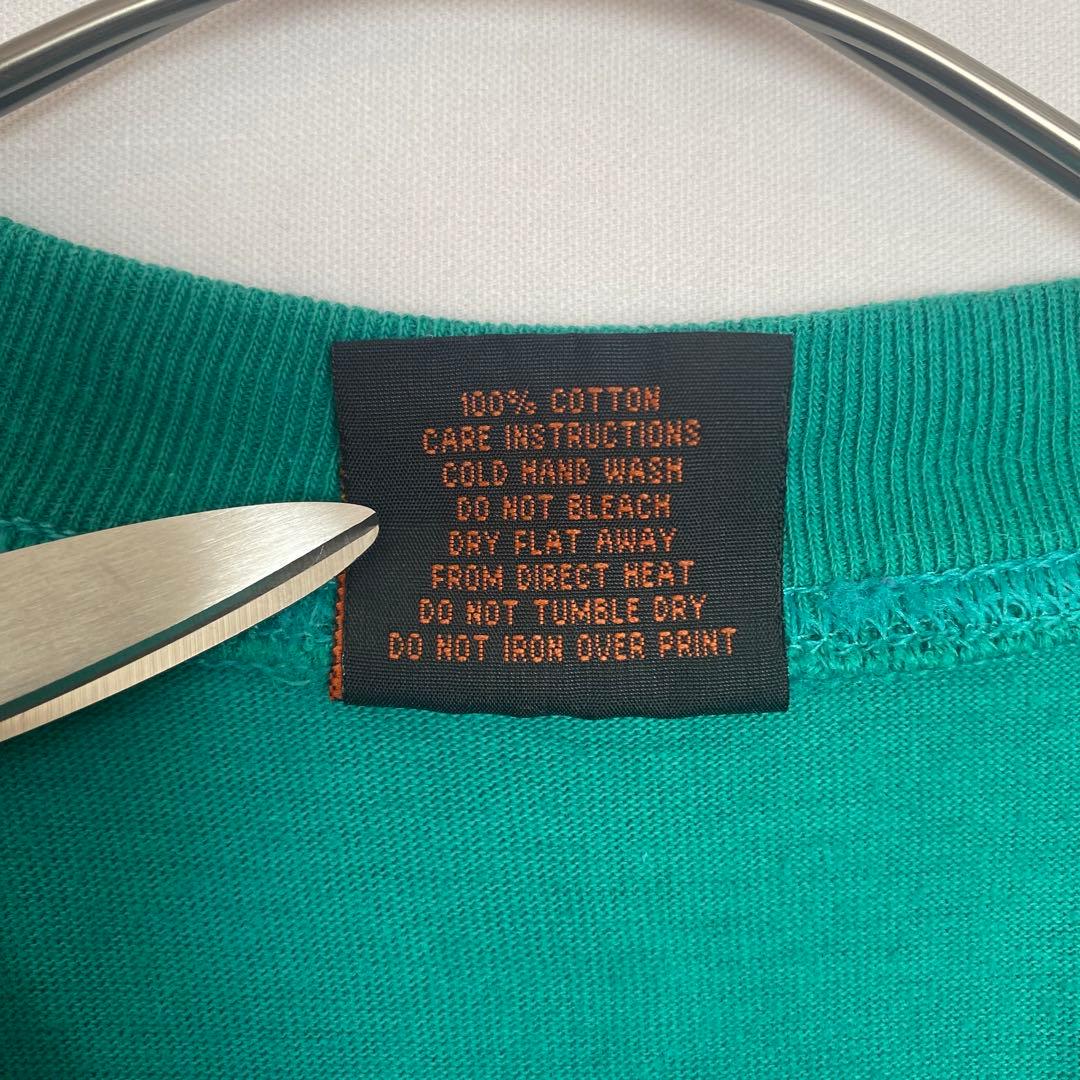 100% COTTON
CARE INSTRUCTIONS
COLD HAND WASH
DO NOT BLEACH
DRY FLAT AWAY
FROM DIRECT HEAT
DO NOT TUMBLE DRY
DO NOT IRON OVER PRINT